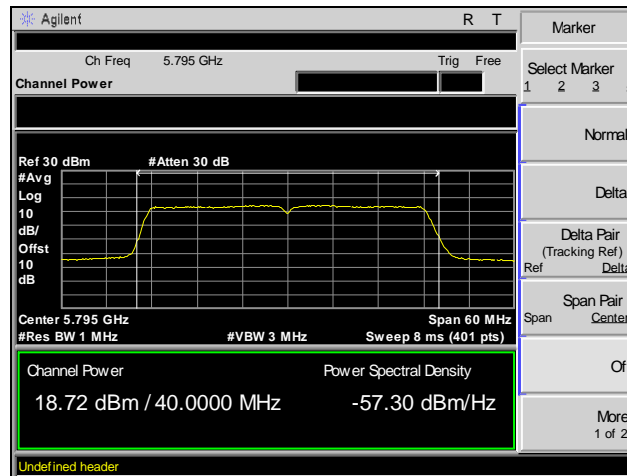 Agilent R T
Ch Freq 5.795 GHz Trig Free
Channel Power
Ref 30 dBm #Atten 30 dB
#Avg
Log
10
dB/
Offst
10
dB
Center 5.795 GHz Span 60 MHz
#Res BW 1 MHz #VBW 3 MHz Sweep 8 ms (401 pts)
Channel Power Power Spectral Density
18.72 dBm / 40.0000 MHz -57.30 dBm/Hz
Undefined header
Marker
Select Marker
1 2 3
Normal
Delta
Delta Pair
(Tracking Ref)
Ref Delta
Span Pair
Span Center
Of
More
1 of 2